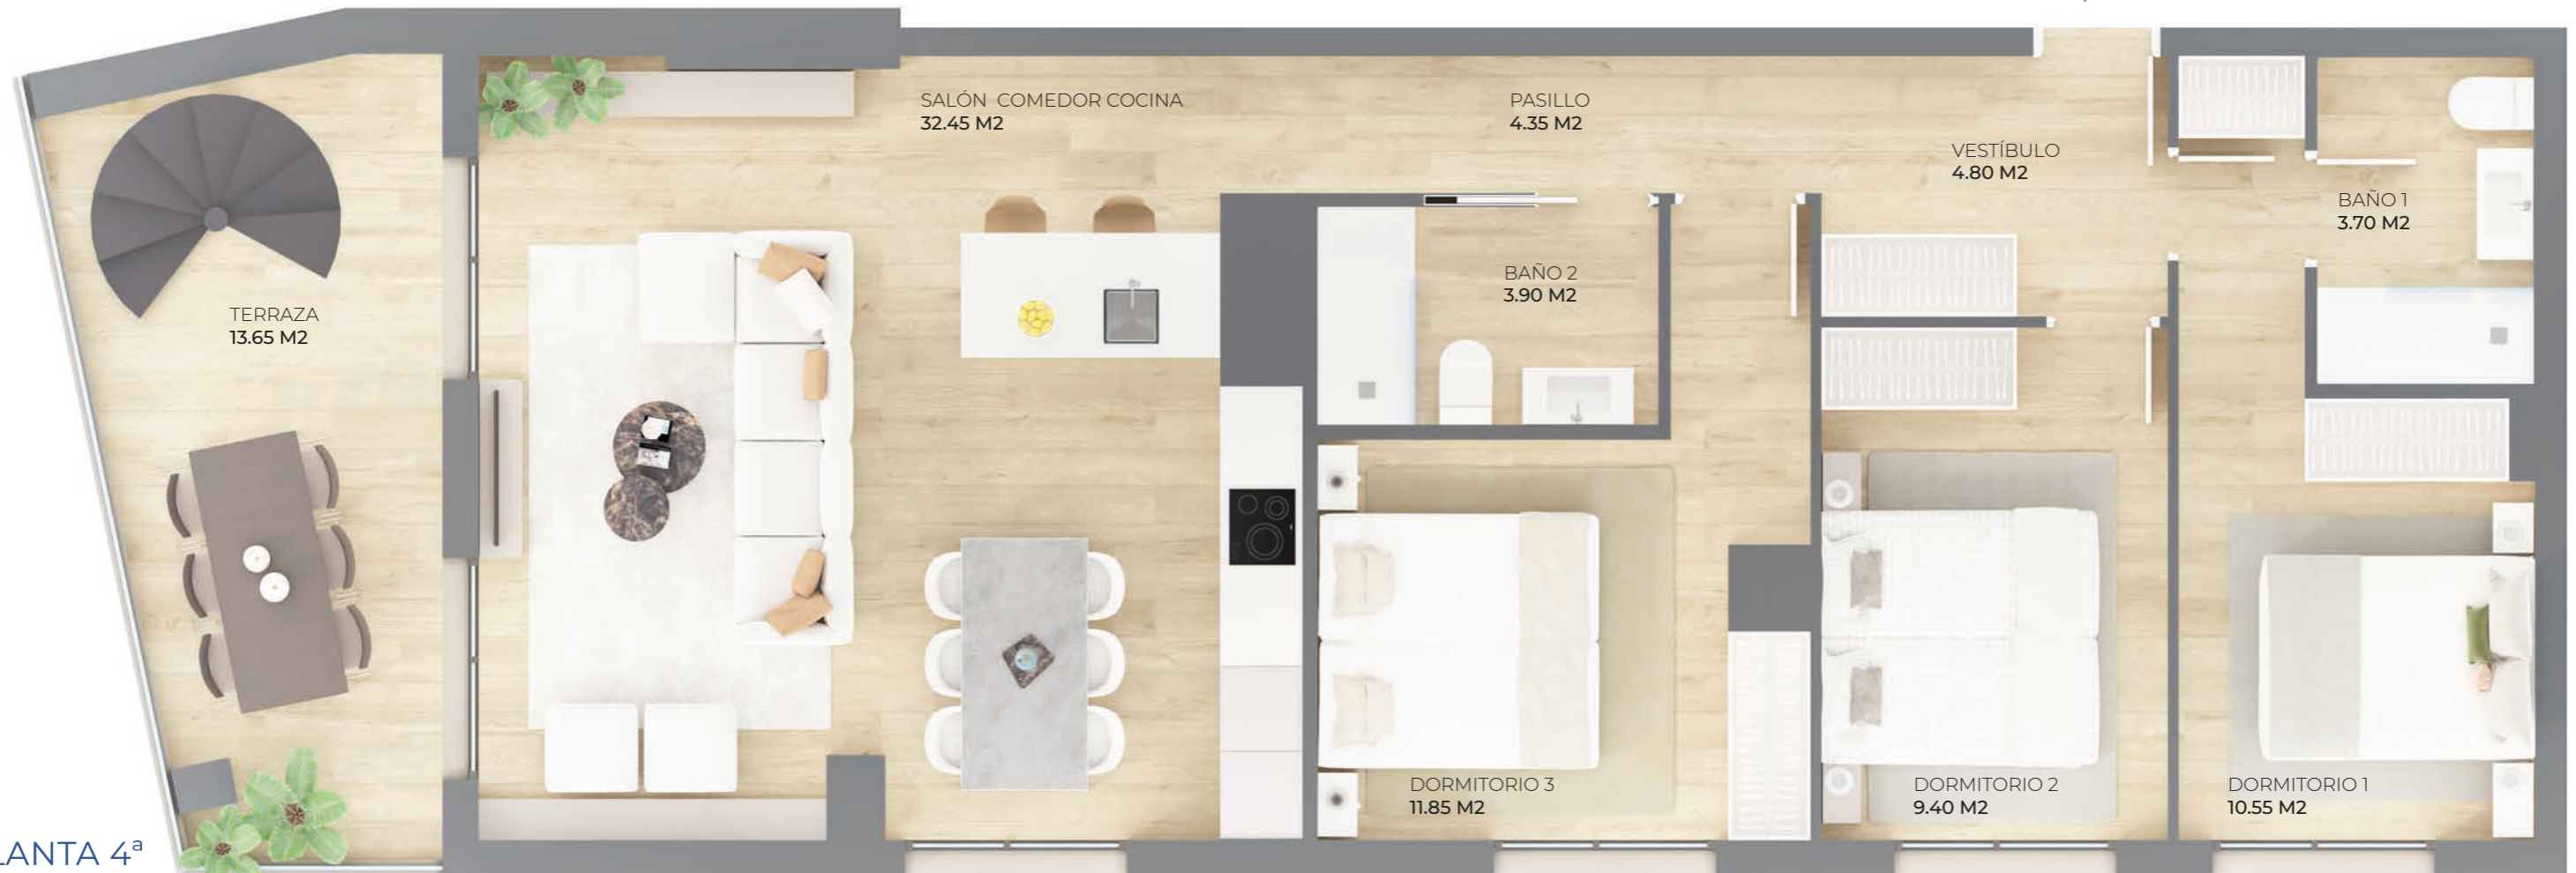 SALÓN COMEDOR COCINA
32.45 M2
PASILLO
4.35 M2
VESTÍBULO
4.80 M2
BAÑO 1
3.70 M2
BAÑO 2
3.90 M2
TERRAZA
13.65 M2
DORMITORIO 3
11.85 M2
DORMITORIO 2
9.40 M2
DORMITORIO 1
10.55 M2
LANTA 4ª